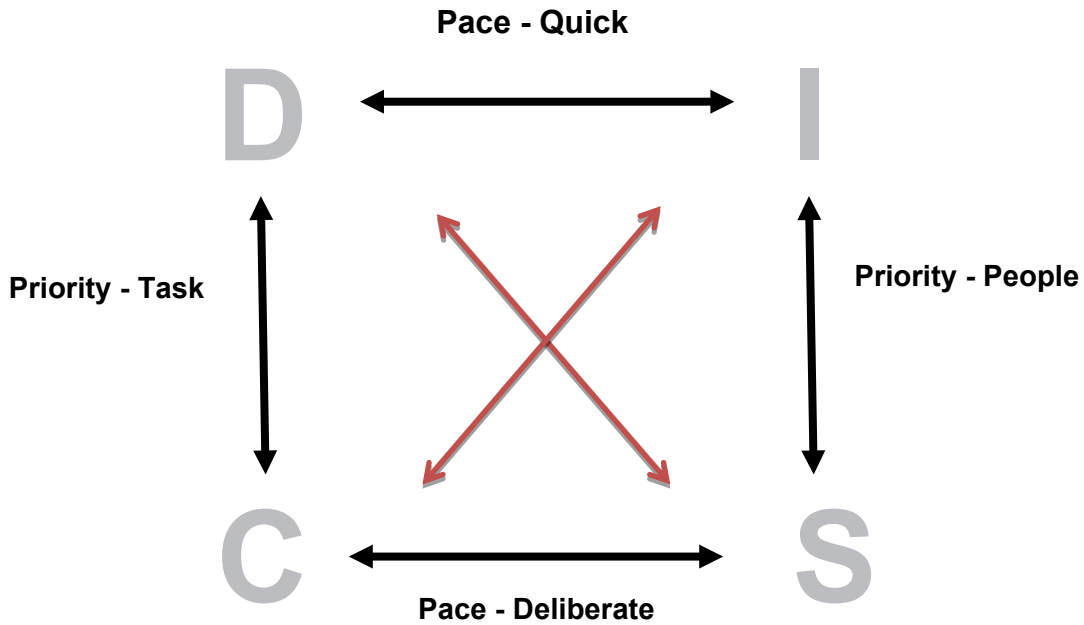 Pace - Quick
D I
Priority - Task Priority - People
C S
Pace - Deliberate